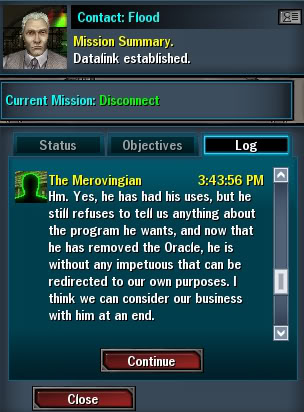 Contact: Flood
Mission Summary.
Datalink established.
Current Mission: Disconnect
Status Objectives Log
The Merovingian 3:43:56 PM
Hm. Yes, he has had his uses, but he
still refuses to tell us anything about
the program he wants, and now that
he has removed the Oracle, he is
without any impetuous that can be
redirected to our own purposes. I
think we can consider our business
with him at an end.
Continue
Close